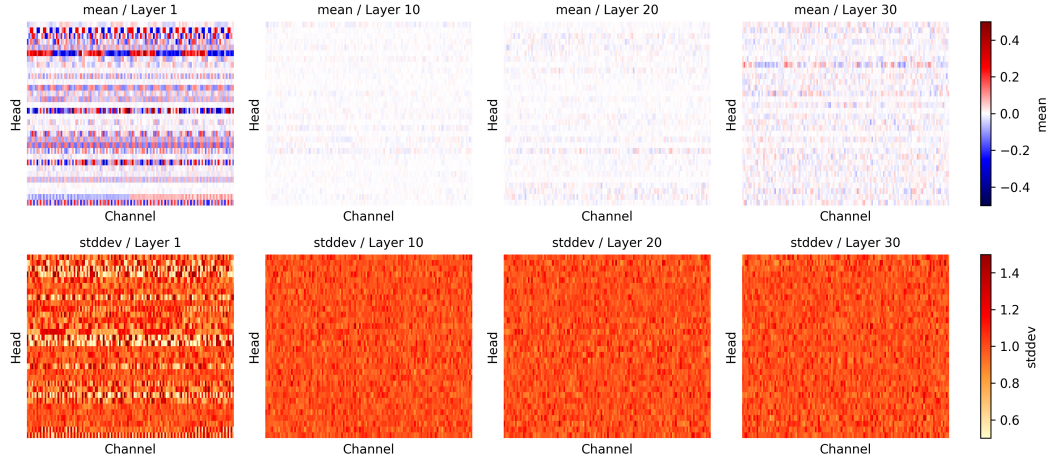 mean / Layer 1
mean / Layer 10
mean / Layer 20
mean / Layer 30
Head
Head
Head
Head
Channel
Channel
Channel
Channel
0.4
0.2
0.0
−0.2
−0.4
mean
stddev / Layer 1
stddev / Layer 10
stddev / Layer 20
stddev / Layer 30
Head
Head
Head
Head
Channel
Channel
Channel
Channel
1.4
1.2
1.0
0.8
0.6
stddev